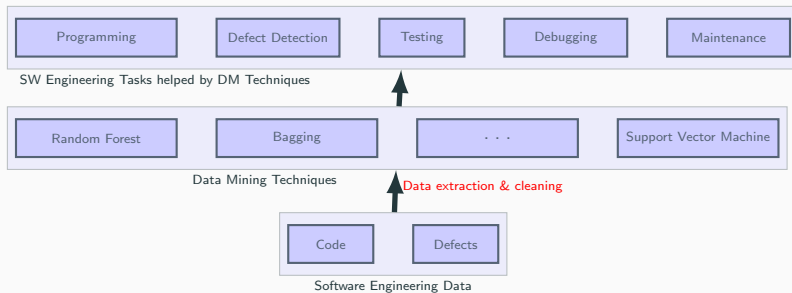 Programming
Defect Detection
Testing
Debugging
Maintenance
SW Engineering Tasks helped by DM Techniques
Random Forest
Bagging
. . .
Support Vector Machine
Data Mining Techniques
Data extraction & cleaning
Code
Defects
Software Engineering Data